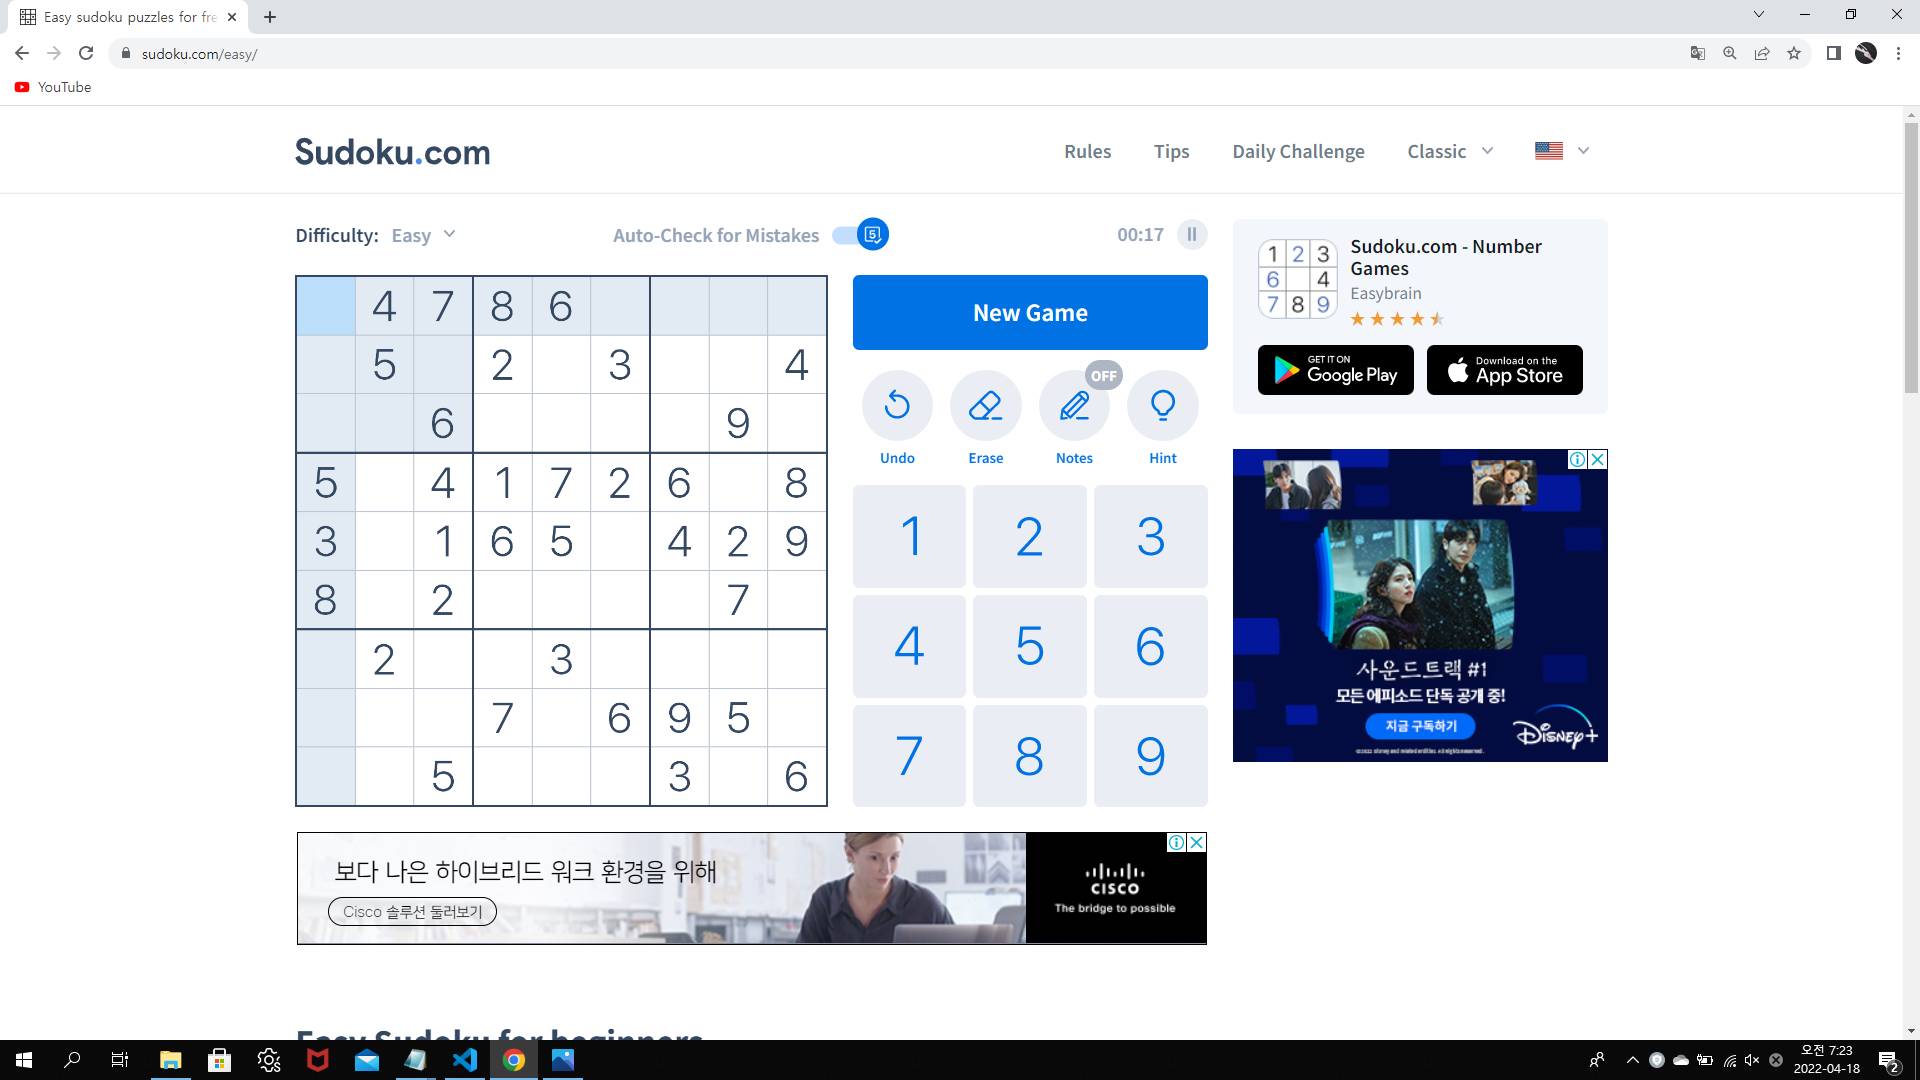 Easy sudoku puzzles for fre
sudoku.com/easy/
YouTube
Sudoku.com
Rules
Tips
Daily Challenge
Classic
Difficulty: Easy
Auto-Check for Mistakes
00:17
4 7 8 6
5 2 3 4
6 9
5 4 1 7 2 6 8
3 1 6 5 4 2 9
8 2 7
2 3
7 6 9 5
5 3 6
New Game
OFF
Undo
Erase
Notes
Hint
1 2 3
4 5 6
7 8 9
1 2 3
6 4
7 8 9
Sudoku.com - Number
Games
Easybrain
GET IT ON
Google Play
Download on the
App Store
사운드트랙 #1
모든 에피소드 단독 공개 중!
지금 구독하기
Disney+
보다 나은 하이브리드 워크 환경을 위해
Cisco 솔루션 둘러보기
CISCO
The bridge to possible
Easy Sudoku for beginners
오전 7:23
2022-04-18
2